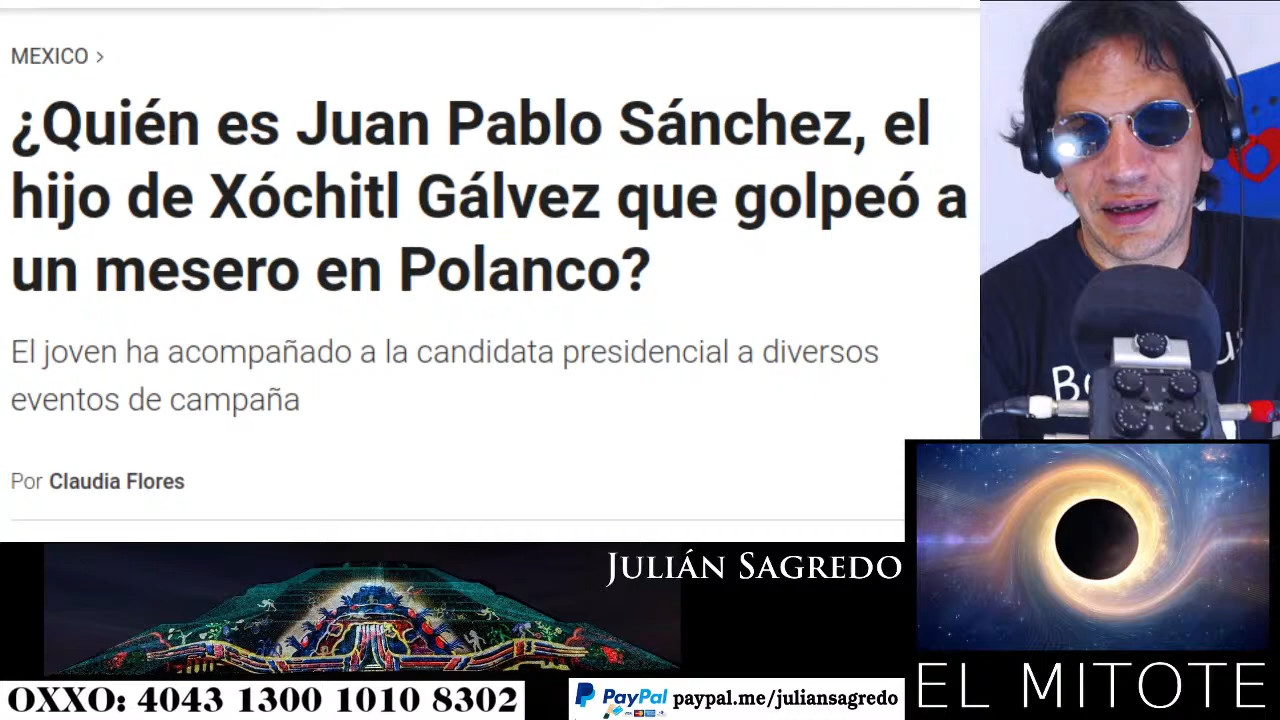 MEXICO >
¿Quién es Juan Pablo Sánchez, el
hijo de Xóchitl Gálvez que golpeó a
un mesero en Polanco?
El joven ha acompañado a la candidata presidencial a diversos
eventos de campaña
Por Claudia Flores
JULIÁN SAGREDO
EL MITOTE
OXXO: 4043 1300 1010 8302
PayPal paypal.me/juliansagredo